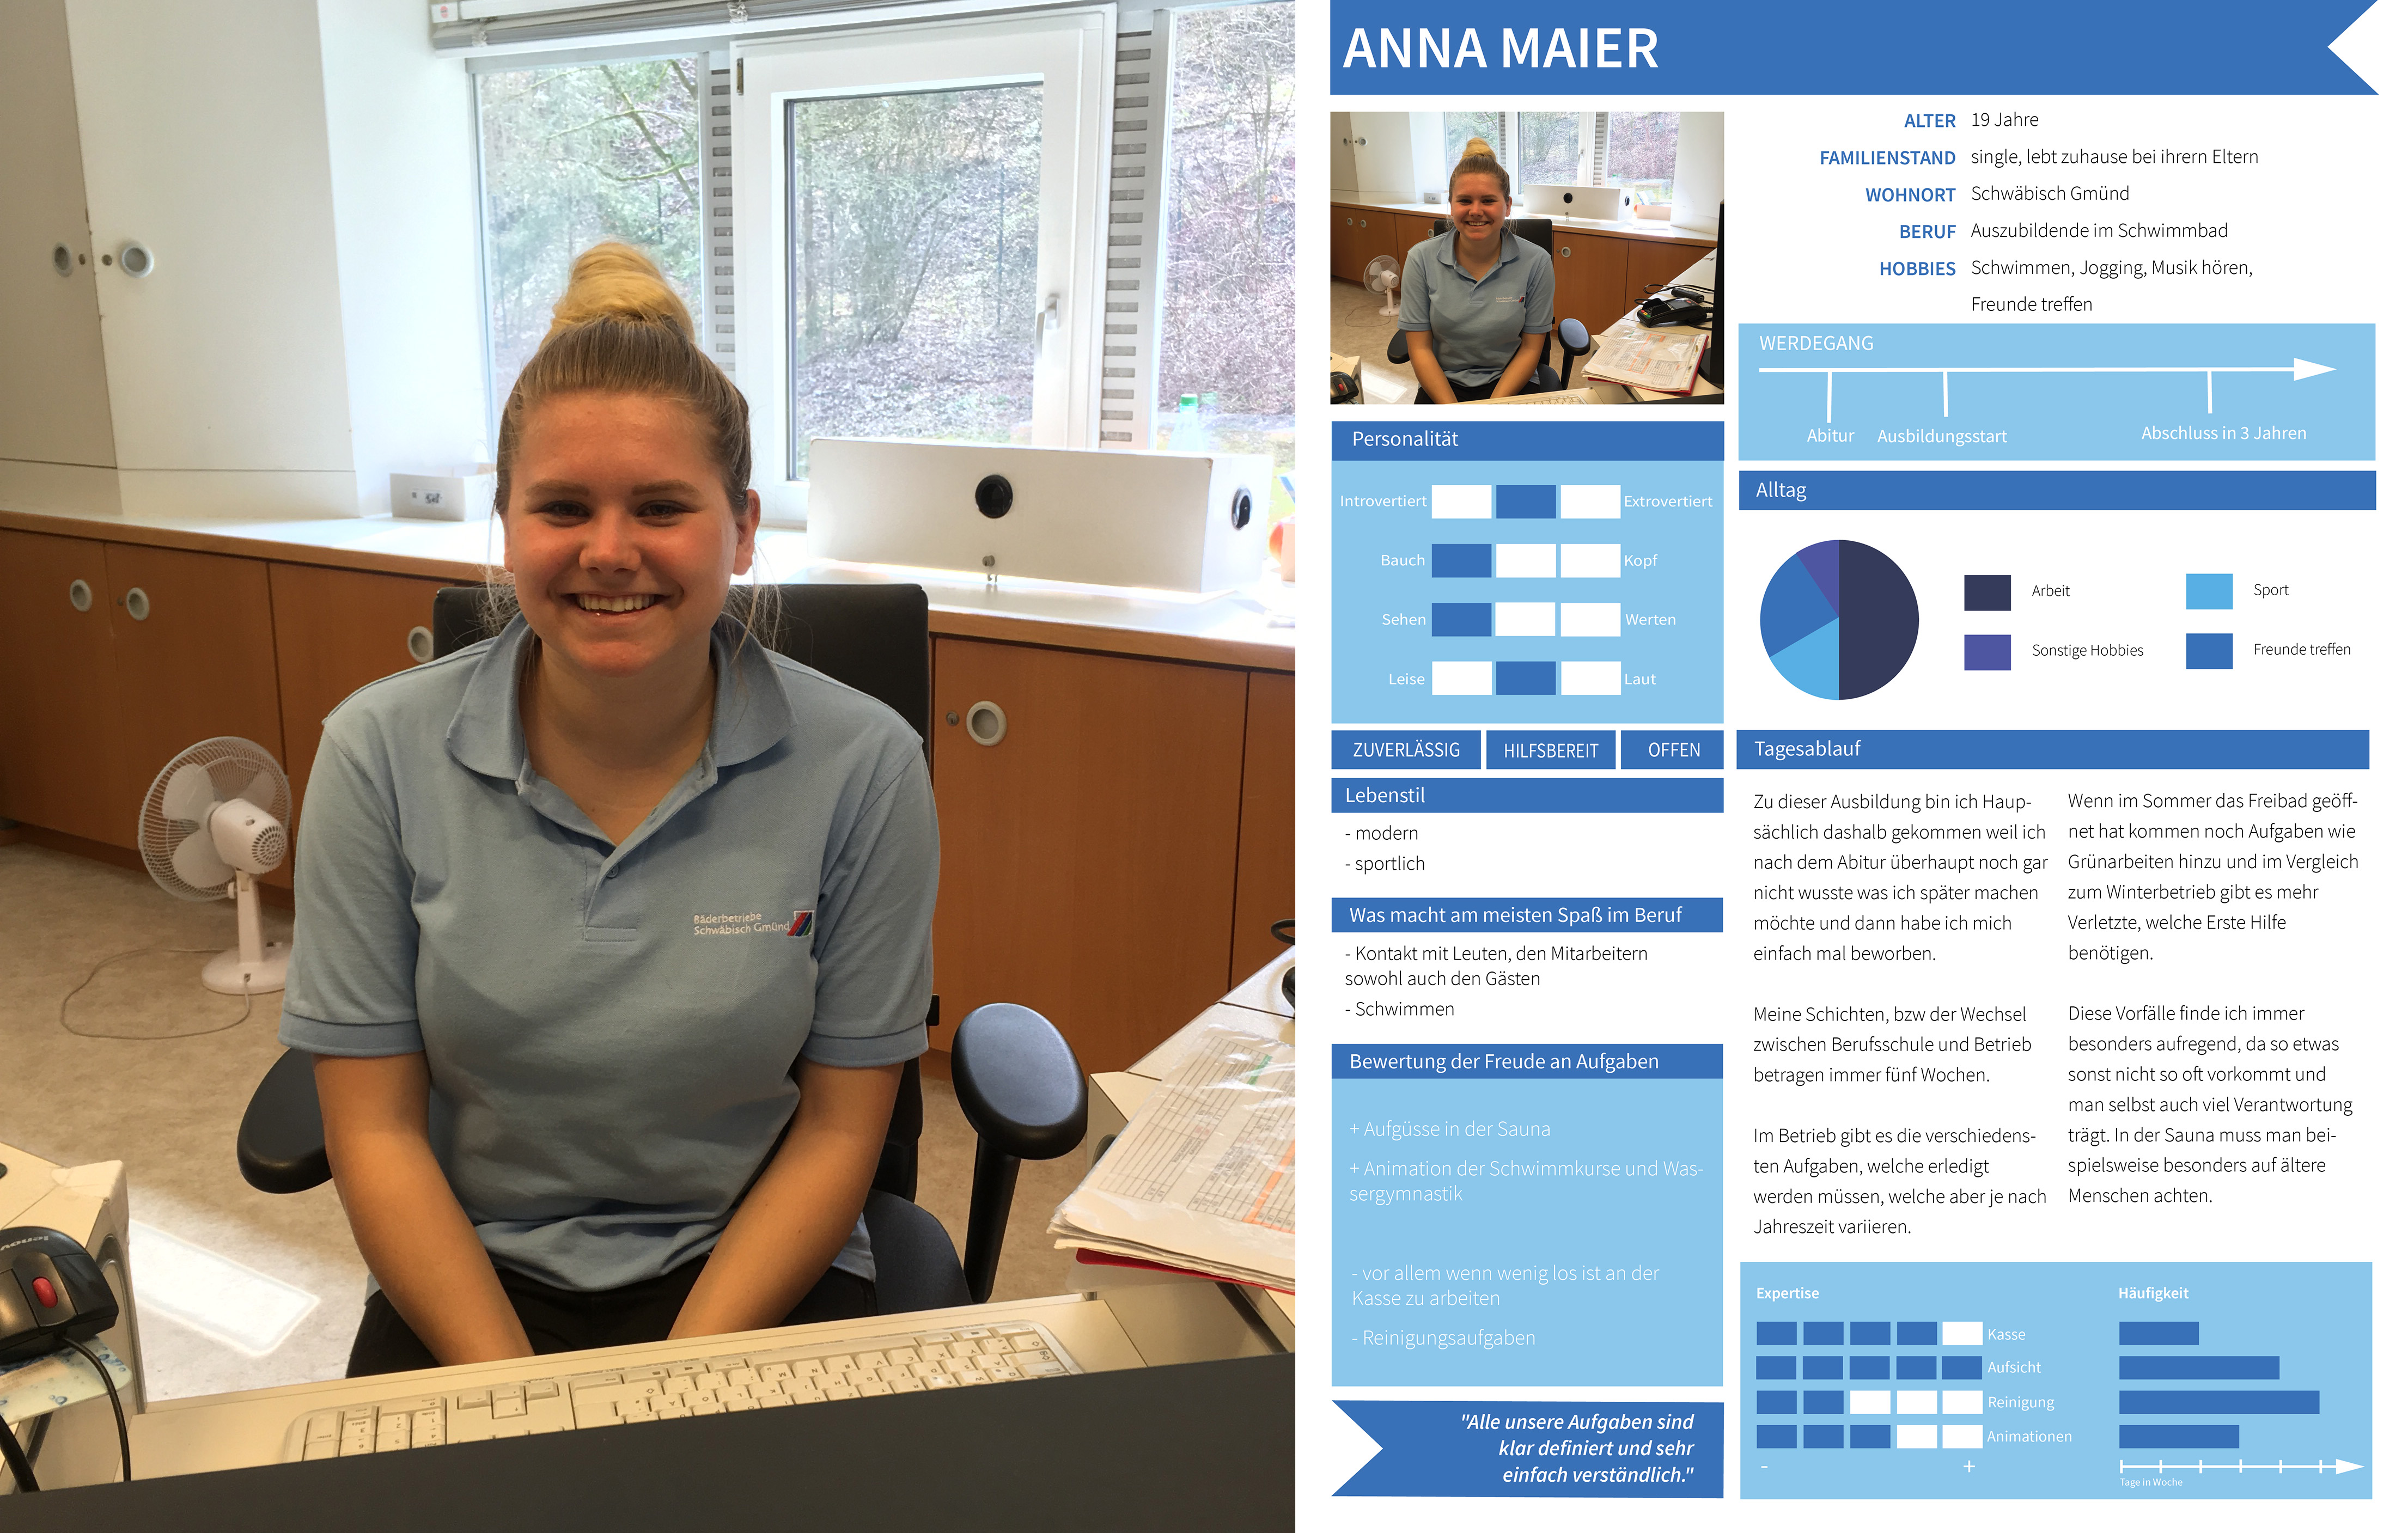 Bäderbetriebe
Schwäbisch Gmünd
lenovo
ANNA MAIER
ALTER 19 Jahre
FAMILIENSTAND single, lebt zuhause bei ihrern Eltern
WOHNORT Schwäbisch Gmünd
BERUF Auszubildende im Schwimmbad
HOBBIES Schwimmen, Jogging, Musik hören,
Freunde treffen
WERDEGANG
Abitur Ausbildungsstart Abschluss in 3 Jahren
Personalität
Introvertiert Extrovertiert
Bauch Kopf
Sehen Werten
Leise Laut
ZUVERLÄSSIG HILFSBEREIT OFFEN
Lebenstil
- modern
- sportlich
Was macht am meisten Spaß im Beruf
- Kontakt mit Leuten, den Mitarbeitern
sowohl auch den Gästen
- Schwimmen
Bewertung der Freude an Aufgaben
+ Aufgüsse in der Sauna
+ Animation der Schwimmkurse und Was-
sergymnastik
- vor allem wenn wenig los ist an der
Kasse zu arbeiten
- Reinigungsaufgaben
"Alle unsere Aufgaben sind
klar definiert und sehr
einfach verständlich."
Alltag
Arbeit Sport
Sonstige Hobbies Freunde treffen
Tagesablauf
Zu dieser Ausbildung bin ich Haup-
sächlich dashalb gekommen weil ich
nach dem Abitur überhaupt noch gar
nicht wusste was ich später machen
möchte und dann habe ich mich
einfach mal beworben.
Meine Schichten, bzw der Wechsel
zwischen Berufsschule und Betrieb
betragen immer fünf Wochen.
Im Betrieb gibt es die verschiedens-
ten Aufgaben, welche erledigt
werden müssen, welche aber je nach
Jahreszeit variieren.
Wenn im Sommer das Freibad geöff-
net hat kommen noch Aufgaben wie
Grünarbeiten hinzu und im Vergleich
zum Winterbetrieb gibt es mehr
Verletzte, welche Erste Hilfe
benötigen.
Diese Vorfälle finde ich immer
besonders aufregend, da so etwas
sonst nicht so oft vorkommt und
man selbst auch viel Verantwortung
trägt. In der Sauna muss man bei-
spielsweise besonders auf ältere
Menschen achten.
Expertise Häufigkeit
Kasse
Aufsicht
Reinigung
Animationen
- +
Tage in Woche